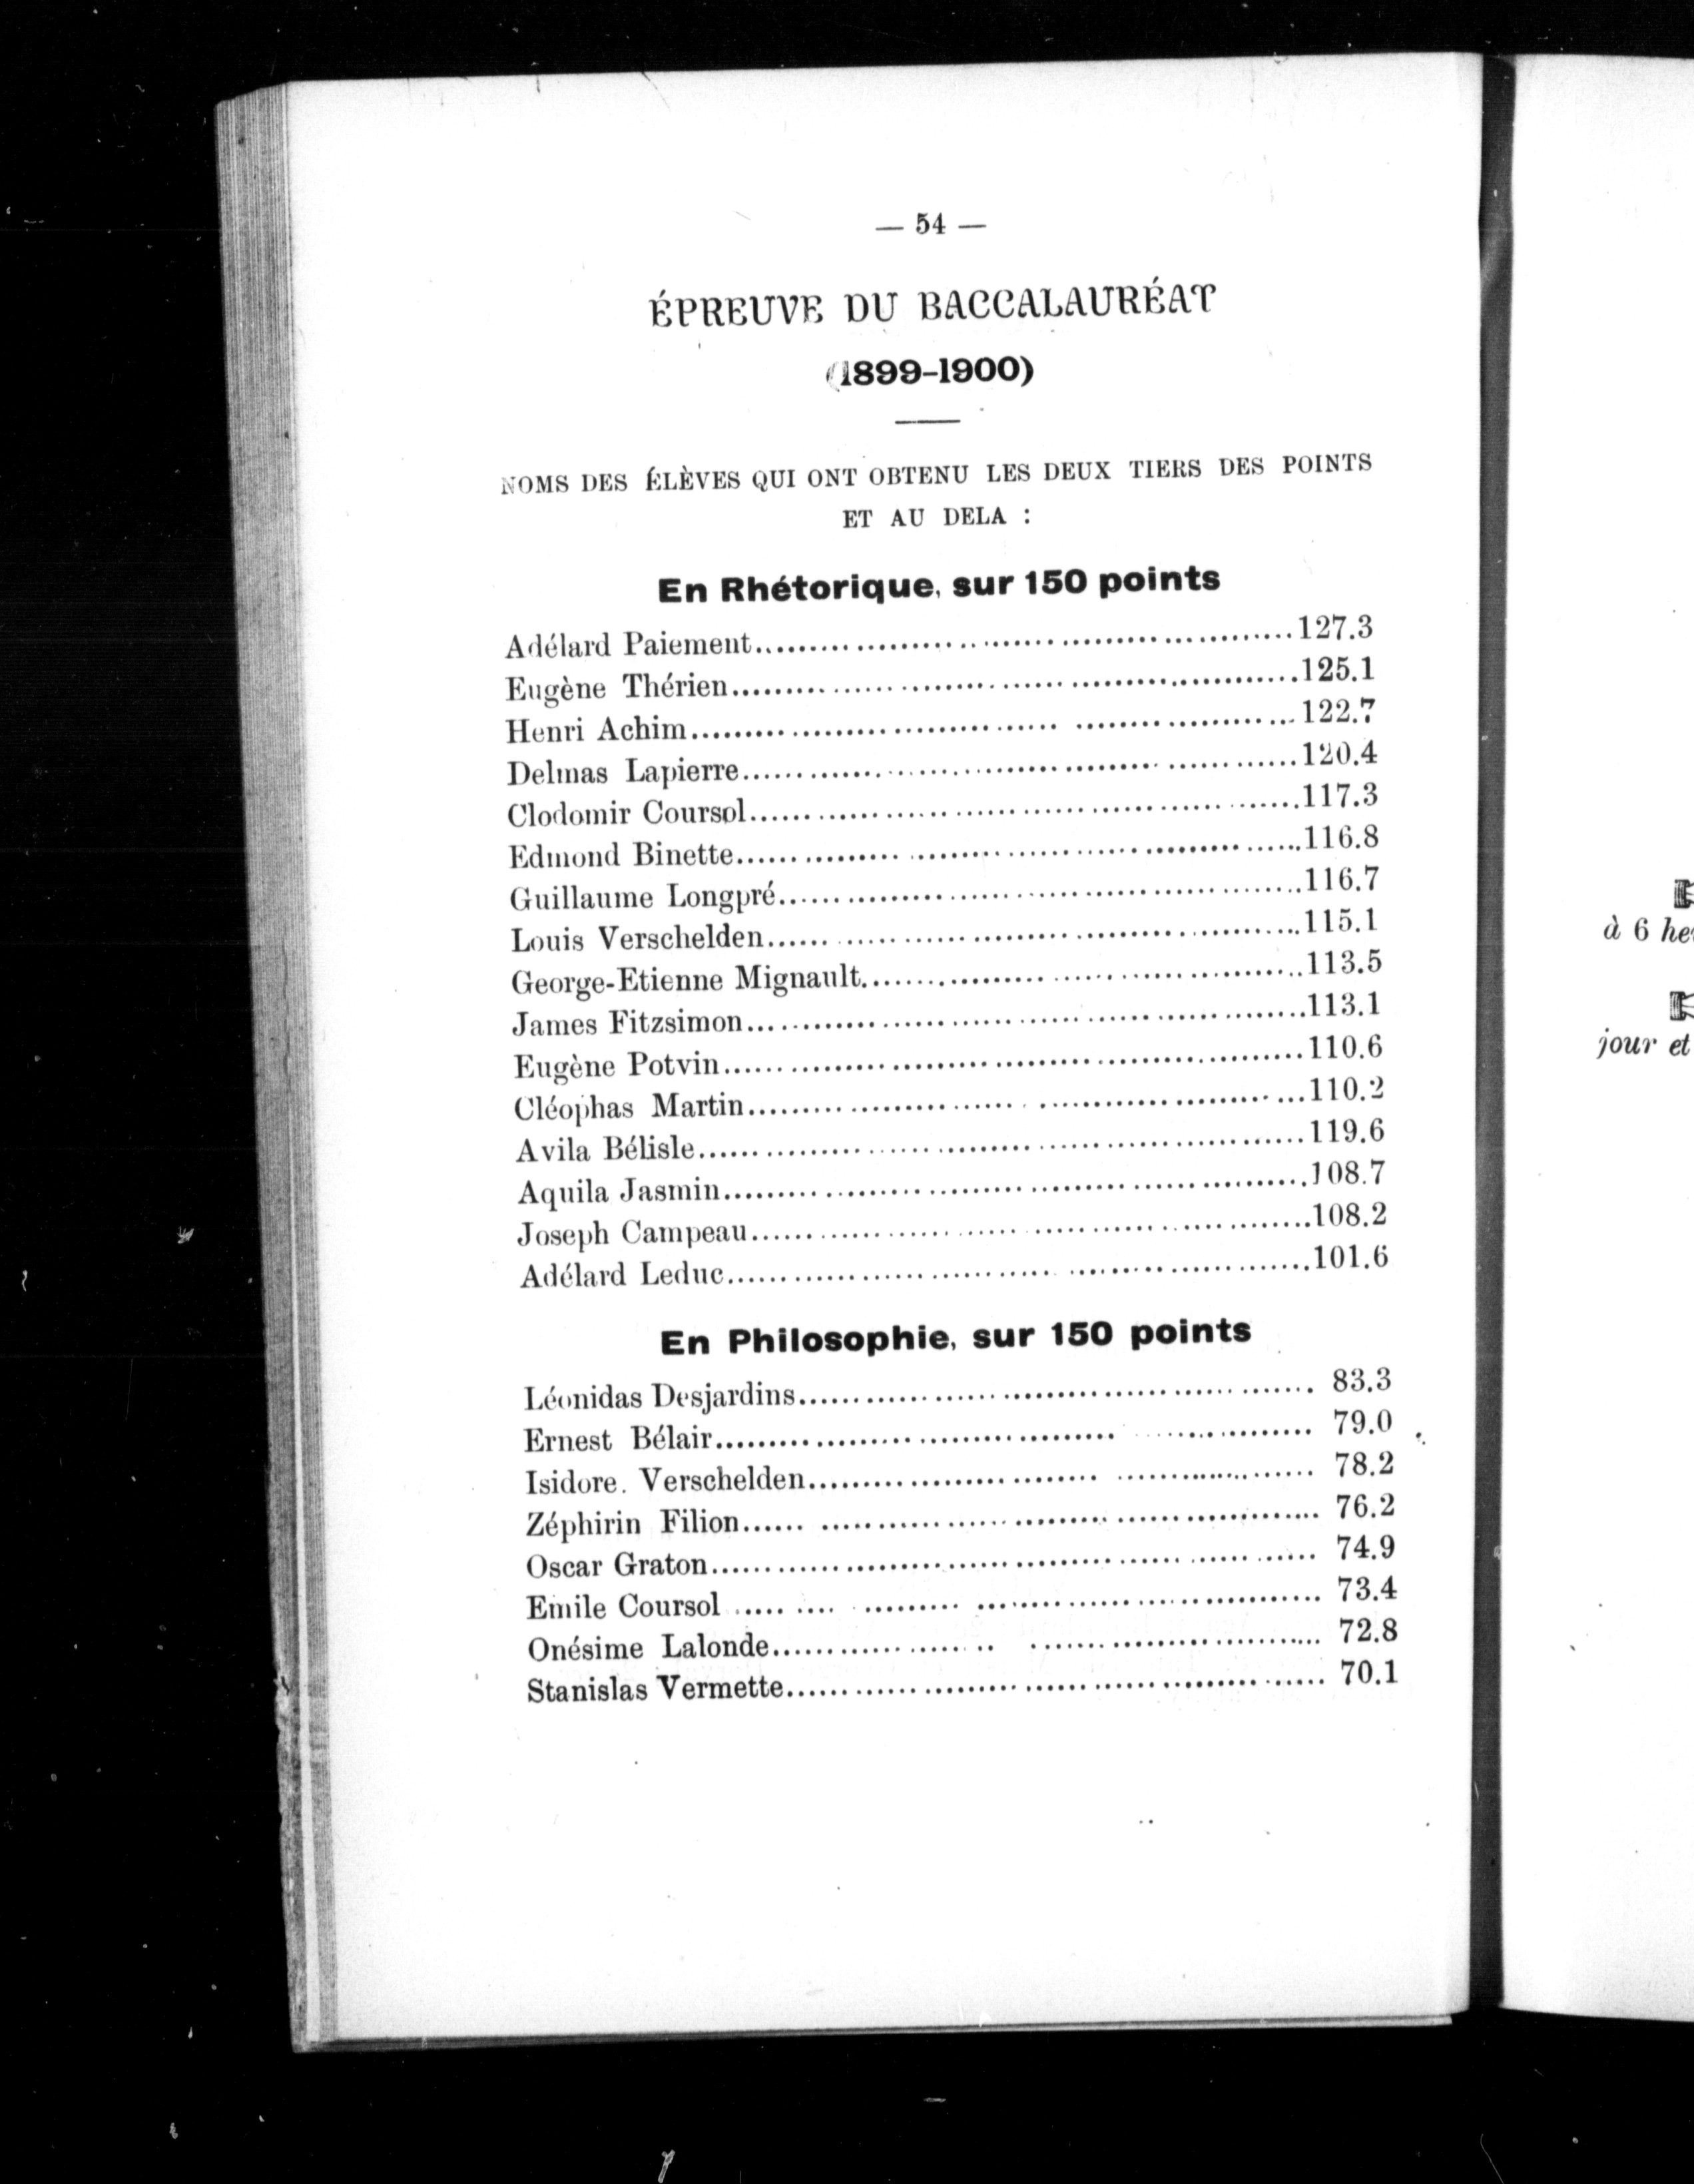 — 54 —
ÉPREUVE DU BACCALAURÉAT
(1899-1900)
NOMS DES ÉLÈVES QUI ONT OBTENU LES DEUX TIERS DES POINTS
ET AU DELA :
En Rhétorique, sur 150 points
Adélard Paiement..............................127.3
Eugène Thérien..............................125.1
Henri Achim..............................122.7
Delmas Lapierre..............................120.4
Clodomir Coursol..............................117.3
Edmond Binette..............................116.8
Guillaume Longpré..............................116.7
Louis Verschelden..............................115.1
George-Etienne Mignault..............................113.5
James Fitzsimon..............................113.1
Eugène Potvin..............................110.6
Cléophas Martin..............................110.2
Avila Bélisle..............................119.6
Aquila Jasmin..............................108.7
Joseph Campeau..............................108.2
Adélard Leduc..............................101.6
En Philosophie, sur 150 points
Léonidas Desjardins.............................. 83.3
Ernest Bélair.............................. 79.0
Isidore. Verschelden.............................. 78.2
Zéphirin Filion.............................. 76.2
Oscar Graton.............................. 74.9
Emile Coursol .............................. 73.4
Onésime Lalonde.............................. 72.8
Stanislas Vermette.............................. 70.1
à 6
jour et